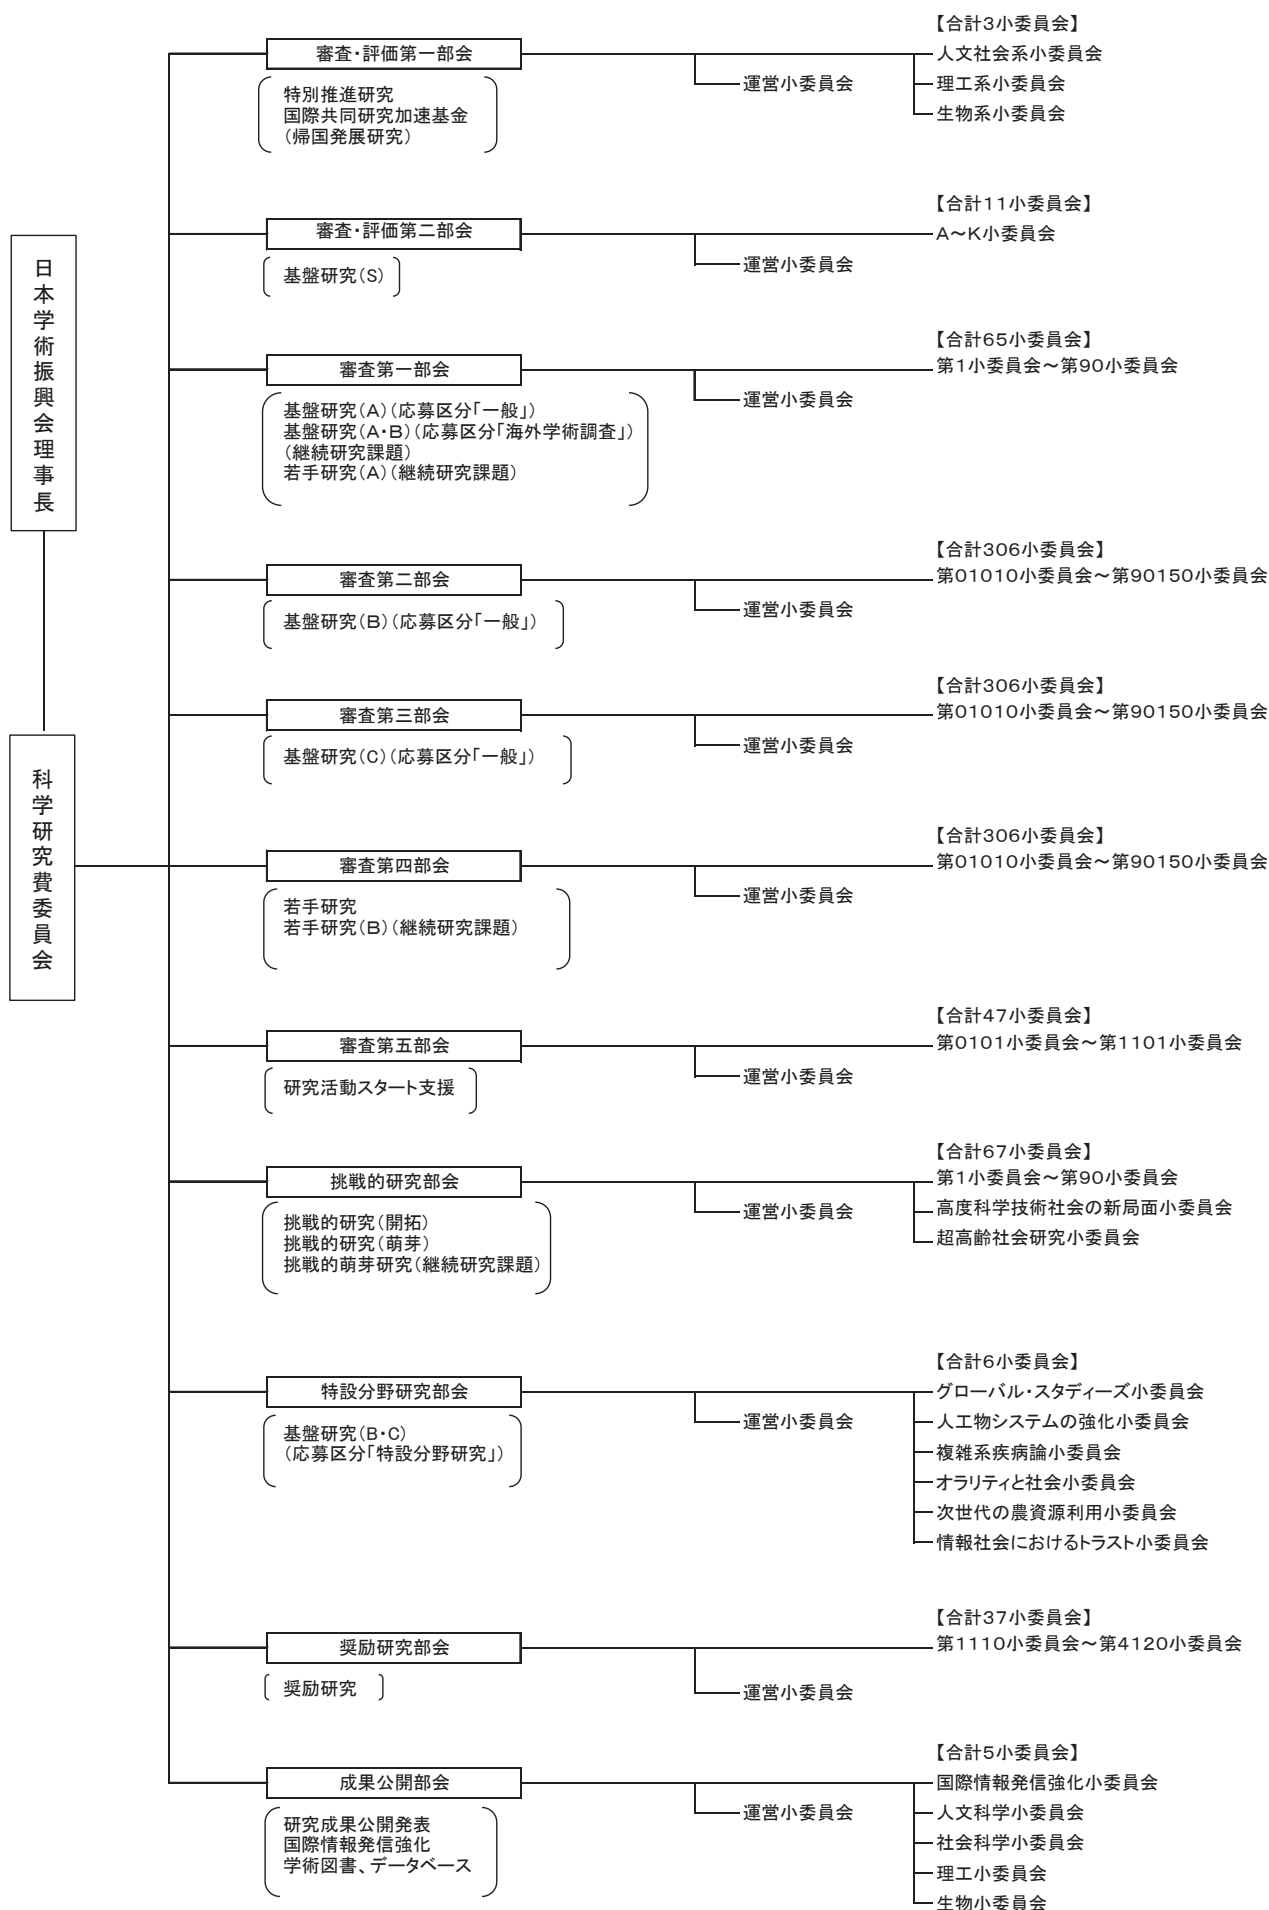 日本学術振興会理事長
科学研究費委員会
審査・評価第一部会
特別推進研究
国際共同研究加速基金
(帰国発展研究)
運営小委員会
【合計3小委員会】
人文社会系小委員会
理工系小委員会
生物系小委員会
審査・評価第二部会
基盤研究(S)
運営小委員会
【合計11小委員会】
A～K小委員会
審査第一部会
基盤研究(A)(応募区分「一般」)
基盤研究(A・B)(応募区分「海外学術調査」)
(継続研究課題)
若手研究(A)(継続研究課題)
運営小委員会
【合計65小委員会】
第1小委員会～第90小委員会
審査第二部会
基盤研究(B)(応募区分「一般」)
運営小委員会
【合計306小委員会】
第01010小委員会～第90150小委員会
審査第三部会
基盤研究(C)(応募区分「一般」)
運営小委員会
【合計306小委員会】
第01010小委員会～第90150小委員会
審査第四部会
若手研究
若手研究(B)(継続研究課題)
運営小委員会
【合計306小委員会】
第01010小委員会～第90150小委員会
審査第五部会
研究活動スタート支援
運営小委員会
【合計47小委員会】
第0101小委員会～第1101小委員会
挑戦的研究部会
挑戦的研究(開拓)
挑戦的研究(萌芽)
挑戦的萌芽研究(継続研究課題)
運営小委員会
【合計67小委員会】
第1小委員会～第90小委員会
高度科学技術社会の新局面小委員会
超高齢社会研究小委員会
特設分野研究部会
基盤研究(B・C)
(応募区分「特設分野研究」)
運営小委員会
【合計6小委員会】
グローバル・スタディーズ小委員会
人工物システムの強化小委員会
複雑系疾病論小委員会
オラリティと社会小委員会
次世代の農資源利用小委員会
情報社会におけるトラスト小委員会
奨励研究部会
奨励研究
運営小委員会
【合計37小委員会】
第1110小委員会～第4120小委員会
成果公開部会
研究成果公開発表
国際情報発信強化
学術図書、データベース
運営小委員会
【合計5小委員会】
国際情報発信強化小委員会
人文科学小委員会
社会科学小委員会
理工小委員会
生物小委員会